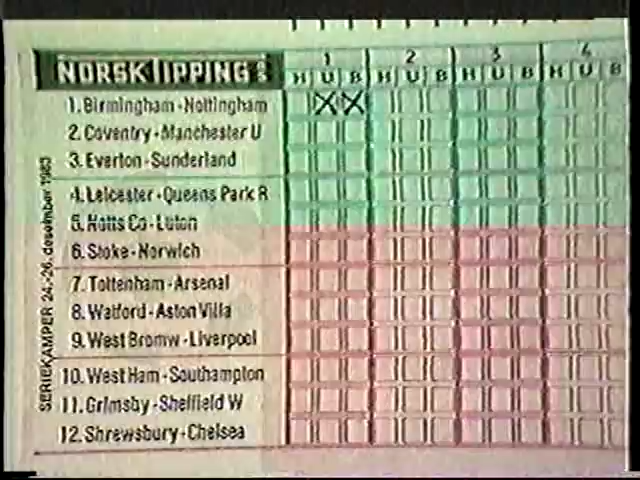 NORSK TIPPING A/S
1 2 3 4
H U B H U B H U B H U B
1. Birmingham - Nottingham
2. Coventry - Manchester U
3. Everton - Sunderland
4. Leicester - Queens Park R
5. Notts Co - Luton
6. Stoke - Norwich
7. Tottenham - Arsenal
8. Watford - Aston Villa
9. West Bromw - Liverpool
10. West Ham - Southampton
11. Grimsby - Sheffield W
12. Shrewsbury - Chelsea
SERIEKAMPER 24.-26. desember 1983